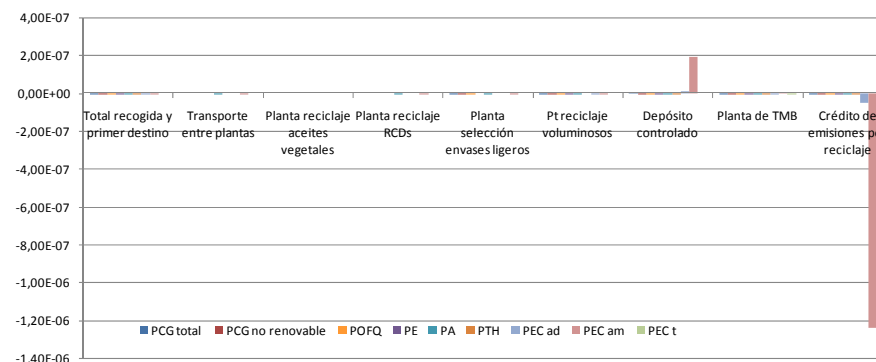 4,00E-07
2,00E-07
0,00E+00
-2,00E-07
-4,00E-07
-6,00E-07
-8,00E-07
-1,00E-06
-1,20E-06
-1,40E-06
Total recogida y
primer destino
Transporte
entre plantas
Planta reciclaje
aceites
vegetales
Planta reciclaje
RCDs
Planta
selección
envases ligeros
Pt reciclaje
voluminosos
Depósito
controlado
Planta de TMB
Crédito de
emisiones po
reciclaje
PCG total
PCG no renovable
POFQ
PE
PA
PTH
PEC ad
PEC am
PEC t